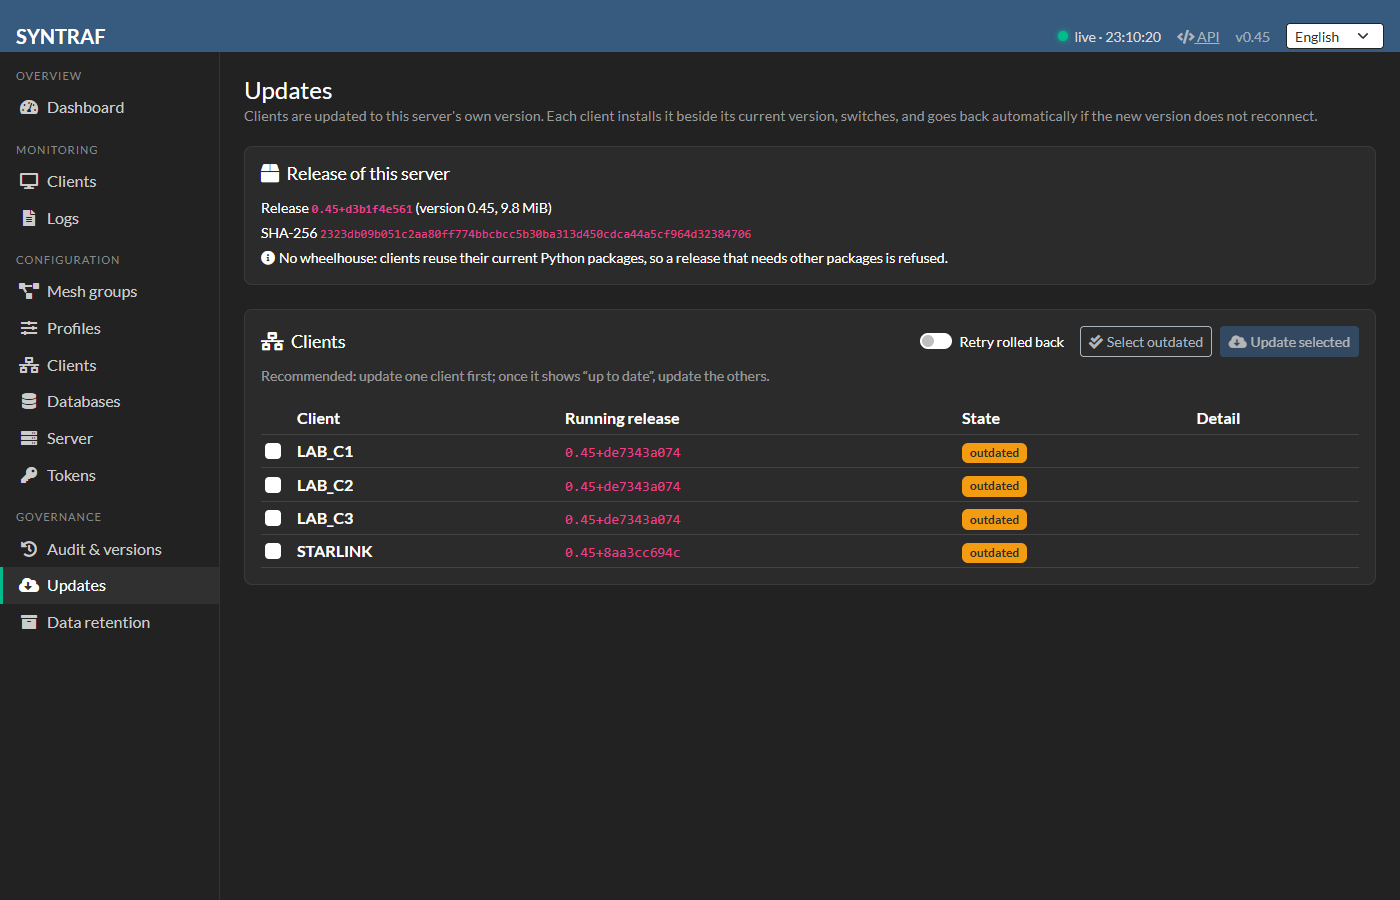 SYNTRAF
live · 23:10:20
API
v0.45
English
OVERVIEW
Dashboard
MONITORING
Clients
Logs
CONFIGURATION
Mesh groups
Profiles
Clients
Databases
Server
Tokens
GOVERNANCE
Audit & versions
Updates
Data retention
Updates
Clients are updated to this server's own version. Each client installs it beside its current version, switches, and goes back automatically if the new version does not reconnect.
Release of this server
Release 0.45+d3b1f4e561 (version 0.45, 9.8 MiB)
SHA-256 2323db09b051c2aa80ff774bbcbcc5b30ba313d450cdca44a5cf964d32384706
No wheelhouse: clients reuse their current Python packages, so a release that needs other packages is refused.
Clients
Retry rolled back
Select outdated
Update selected
Recommended: update one client first; once it shows “up to date”, update the others.
Client Running release State Detail
LAB_C1 0.45+de7343a074 outdated
LAB_C2 0.45+de7343a074 outdated
LAB_C3 0.45+de7343a074 outdated
STARLINK 0.45+8aa3cc694c outdated